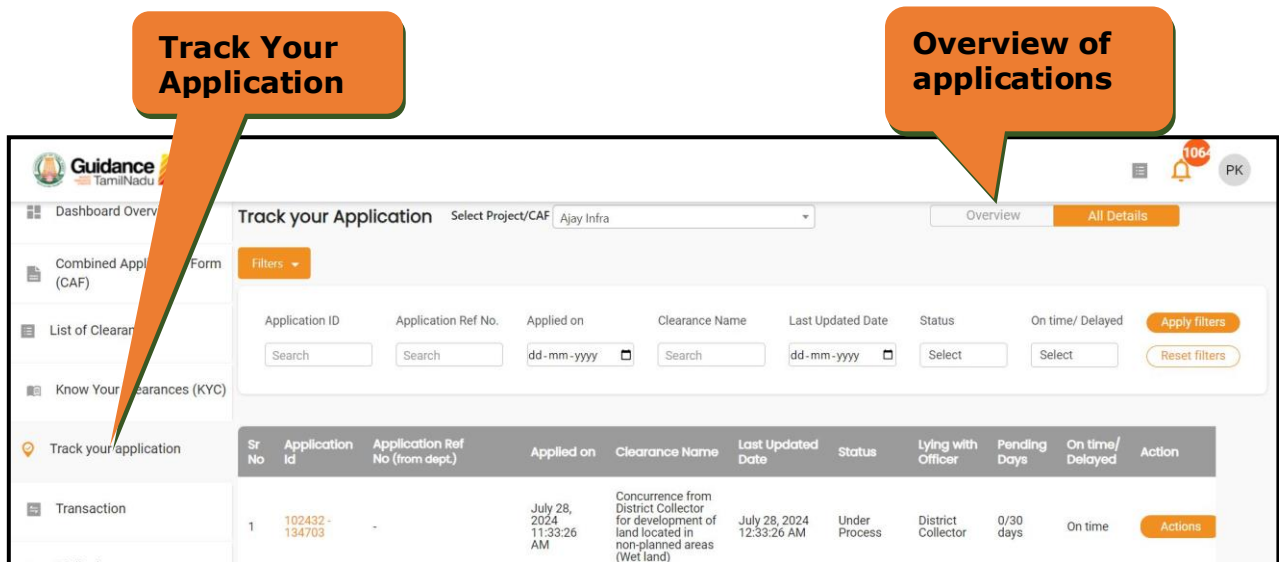 Track Your
Application
Overview of
applications
Guidance
TamilNadu
1064
PK
Dashboard
Track your Application
Select Project/CAF
Ajay Infra
Overview
All Details
Combined Form
(CAF)
Filters
List of
Application ID
Application Ref No.
Applied on
Clearance Name
Last Updated Date
Status
On time/ Delayed
Apply filters
Search
Search
dd-mm-yyyy
Search
dd-mm-yyyy
Select
Select
Reset filters
Know Your (KYC)
Track your application
Sr
No
Application
Id
Application Ref
No (from dept.)
Applied on
Clearance Name
Last Updated
Date
Status
Lying with
Officer
Pending
Days
On time/
Delayed
Action
Transaction
1
102432 -
134703
-
July 28,
2024
11:33:26
AM
Concurrence from
District Collector
for development of
land located in
non-planned areas
(Wet land)
July 28, 2024
12:33:26 AM
Under
Process
District
Collector
0/30
days
On time
Actions